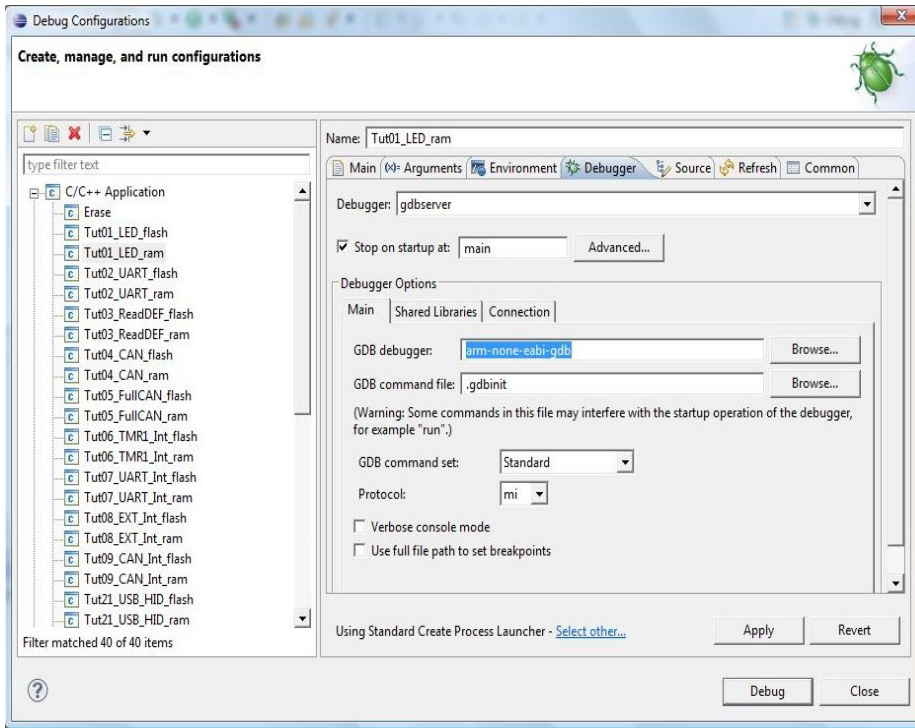 Debug Configurations
Create, manage, and run configurations
type filter text
C/C++ Application
Erase
Tut01_LED_flash
Tut01_LED_ram
Tut02_UART_flash
Tut02_UART_ram
Tut03_ReadDEF_flash
Tut03_ReadDEF_ram
Tut04_CAN_flash
Tut04_CAN_ram
Tut05_FullCAN_flash
Tut05_FullCAN_ram
Tut06_TMR1_Int_flash
Tut06_TMR1_Int_ram
Tut07_UART_Int_flash
Tut07_UART_Int_ram
Tut08_EXT_Int_flash
Tut08_EXT_Int_ram
Tut09_CAN_Int_flash
Tut09_CAN_Int_ram
Tut21_USB_HID_flash
Tut21_USB_HID_ram
Filter matched 40 of 40 items
Name: Tut01_LED_ram
Main (x)= Arguments Environment Debugger Source Refresh Common
Debugger: gdbserver
Stop on startup at: main Advanced...
Debugger Options
Main Shared Libraries Connection
GDB debugger: arm-none-eabi-gdb Browse...
GDB command file: .gdbinit Browse...
(Warning: Some commands in this file may interfere with the startup operation of the debugger,
for example "run".)
GDB command set: Standard
Protocol: mi
Verbose console mode
Use full file path to set breakpoints
Using Standard Create Process Launcher - Select other... Apply Revert
? Debug Close